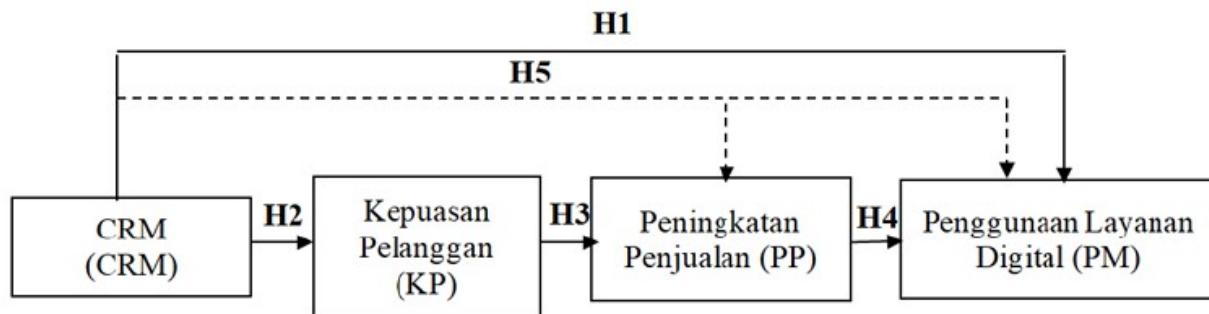 H1
H5
CRM
(CRM)
H2
Kepuasan
Pelanggan
(KP)
H3
Peningkatan
Penjualan (PP)
H4
Penggunaan Layanan
Digital (PM)